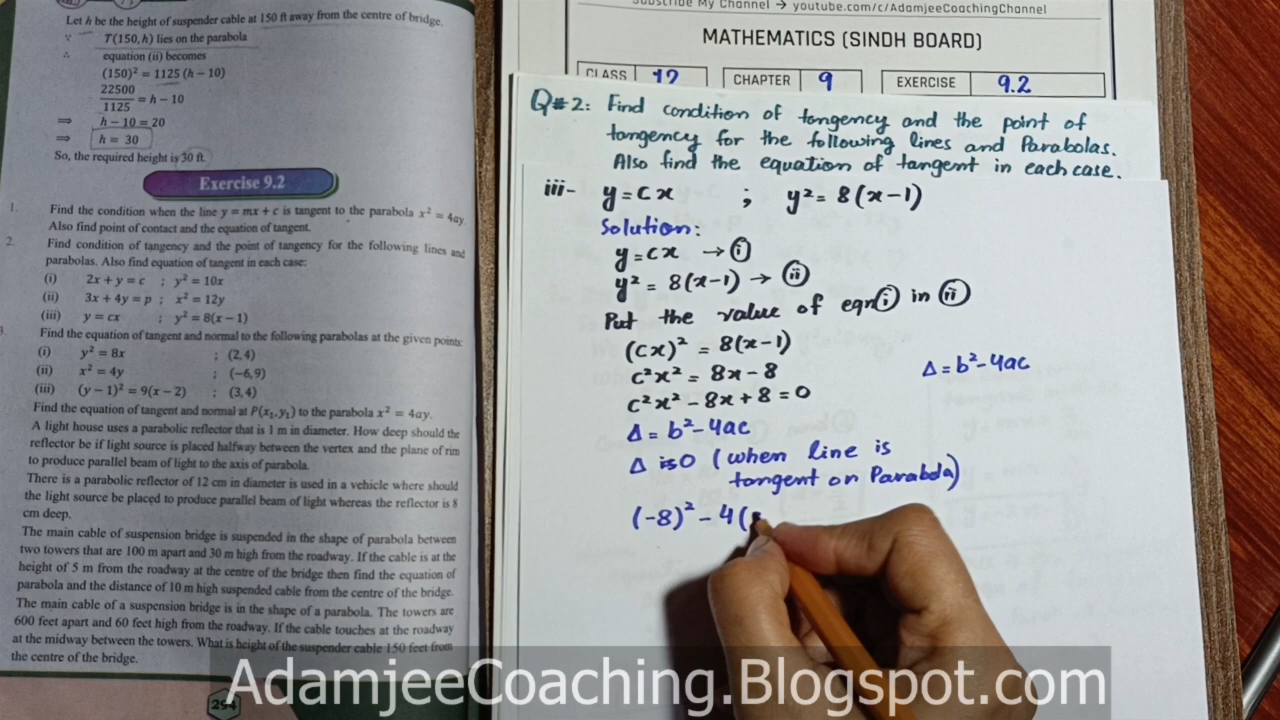 Let h be the height of suspender cable at 150 ft away from the centre of bridge.
∵ T(150, h) lies on the parabola
∴ equation (ii) becomes
(150)² = 1125 (h − 10)
22500/1125 = h − 10
⟹ h − 10 = 20
⟹ h = 30
So, the required height is 30 ft.
Exercise 9.2
1. Find the condition when the line y = mx + c is tangent to the parabola x² = 4ay.
Also find point of contact and the equation of tangent.
2. Find condition of tangency and the point of tangency for the following lines and
parabolas. Also find equation of tangent in each case:
(i) 2x + y = c ; y² = 10x
(ii) 3x + 4y = p ; x² = 12y
(iii) y = cx ; y² = 8(x − 1)
Find the equation of tangent and normal to the following parabolas at the given points:
(i) y² = 8x ; (2, 4)
(ii) x² = 4y ; (−6, 9)
(iii) (y − 1)² = 9(x − 2) ; (3, 4)
Find the equation of tangent and normal at P(x₁, y₁) to the parabola x² = 4ay.
A light house uses a parabolic reflector that is 1 m in diameter. How deep should the
reflector be if light source is placed halfway between the vertex and the plane of rim
to produce parallel beam of light to the axis of parabola.
There is a parabolic reflector of 12 cm in diameter is used in a vehicle where should
the light source be placed to produce parallel beam of light whereas the reflector is 8
cm deep.
The main cable of suspension bridge is suspended in the shape of parabola between
two towers that are 100 m apart and 30 m high from the roadway. If the cable is at the
height of 5 m from the roadway at the centre of the bridge then find the equation of
parabola and the distance of 10 m high suspended cable from the centre of the bridge.
The main cable of a suspension bridge is in the shape of a parabola. The towers are
600 feet apart and 60 feet high from the roadway. If the cable touches at the roadway
at the midway between the towers. What is height of the suspender cable 150 feet from
the centre of the bridge.
294
Subscribe My Channel → youtube.com/c/AdamjeeCoachingChannel
MATHEMATICS (SINDH BOARD)
CLASS 12 CHAPTER 9 EXERCISE 9.2
Q#2: Find condition of tangency and the point of
tangency for the following lines and Parabolas.
Also find the equation of tangent in each case.
iii- y = cx ; y² = 8(x-1)
Solution:
y = cx → (i)
y² = 8(x-1) → (ii)
Put the value of eqn (i) in (ii)
(cx)² = 8(x-1)
c²x² = 8x - 8
c²x² - 8x + 8 = 0
Δ = b² - 4ac
Δ = b² - 4ac
Δ is 0 (when line is
tangent on Parabola)
(-8)² - 4(
AdamjeeCoaching.Blogspot.com